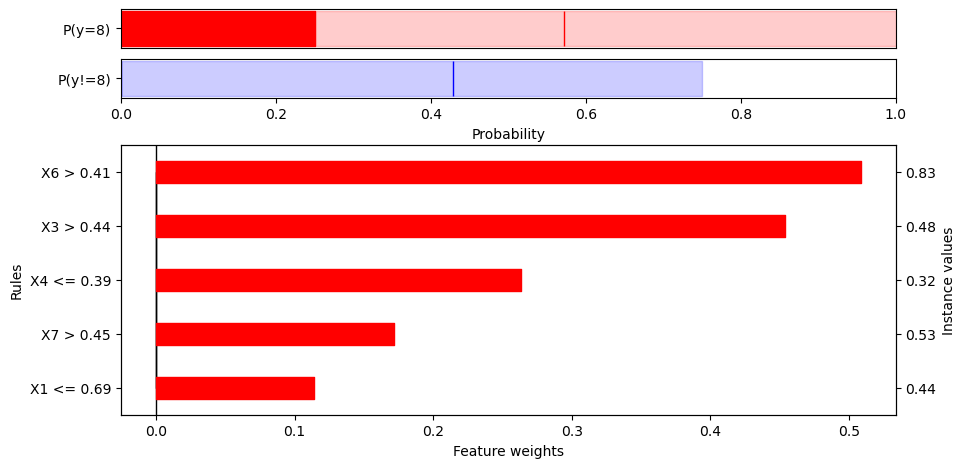 P(y=8)
P(y!=8)
0.0 0.2 0.4 0.6 0.8 1.0
Probability
X6 > 0.41 0.83
X3 > 0.44 0.48
X4 <= 0.39 0.32
X7 > 0.45 0.53
X1 <= 0.69 0.44
Rules
Instance values
0.0 0.1 0.2 0.3 0.4 0.5
Feature weights